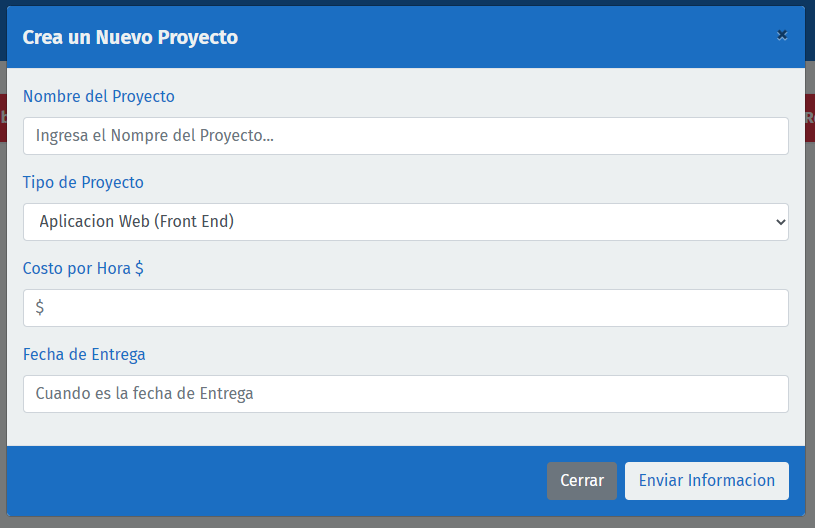 Crea un Nuevo Proyecto
×
Nombre del Proyecto
Ingresa el Nompre del Proyecto...
Tipo de Proyecto
Aplicacion Web (Front End)
Costo por Hora $
$
Fecha de Entrega
Cuando es la fecha de Entrega
Cerrar
Enviar Informacion